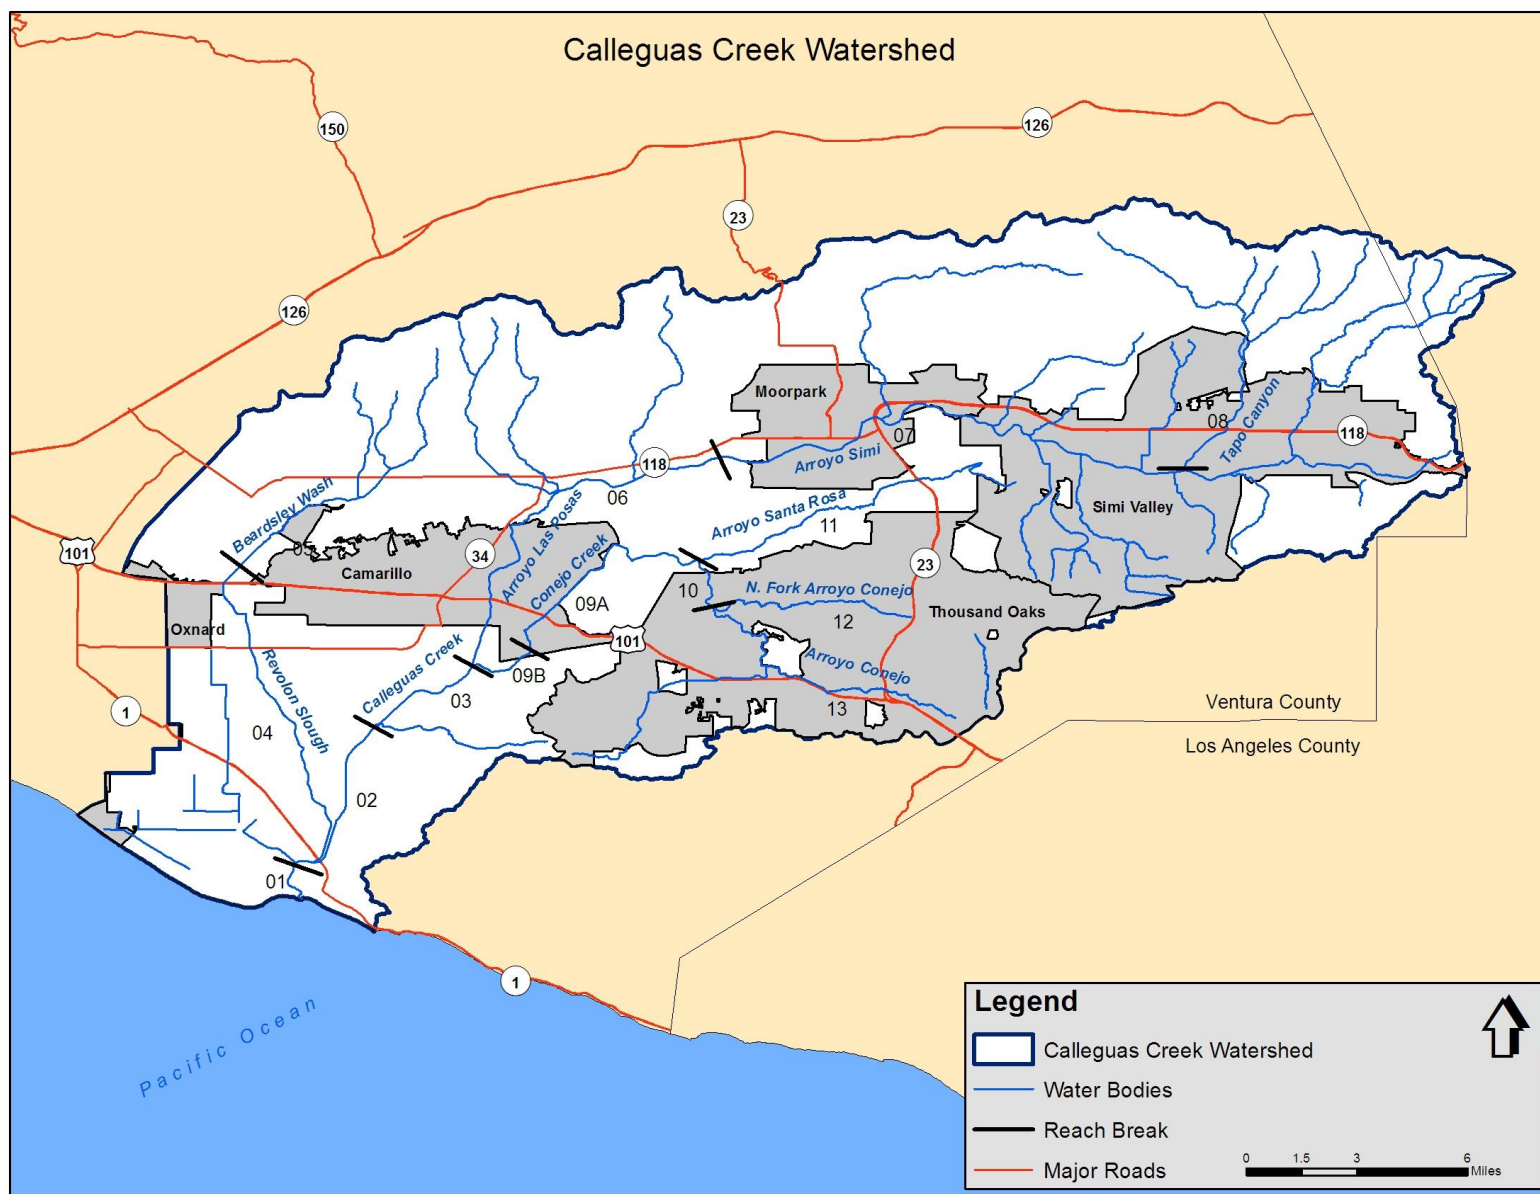 Calleguas Creek Watershed
150
126
23
126
Moorpark
07
08
Tapo Canyon
118
Arroyo Simi
118
06
Beardsley Wash
Arroyo Las Posas
Arroyo Santa Rosa
11
Simi Valley
101
05
34
Camarillo
Conejo Creek
23
09A
10
N. Fork Arroyo Conejo
12
Thousand Oaks
Oxnard
101
Revolon Slough
Calleguas Creek
09B
03
Arroyo Conejo
13
1
04
02
01
Ventura County
Los Angeles County
1
Pacific Ocean
Legend
Calleguas Creek Watershed
Water Bodies
Reach Break
Major Roads
0 1.5 3 6
Miles